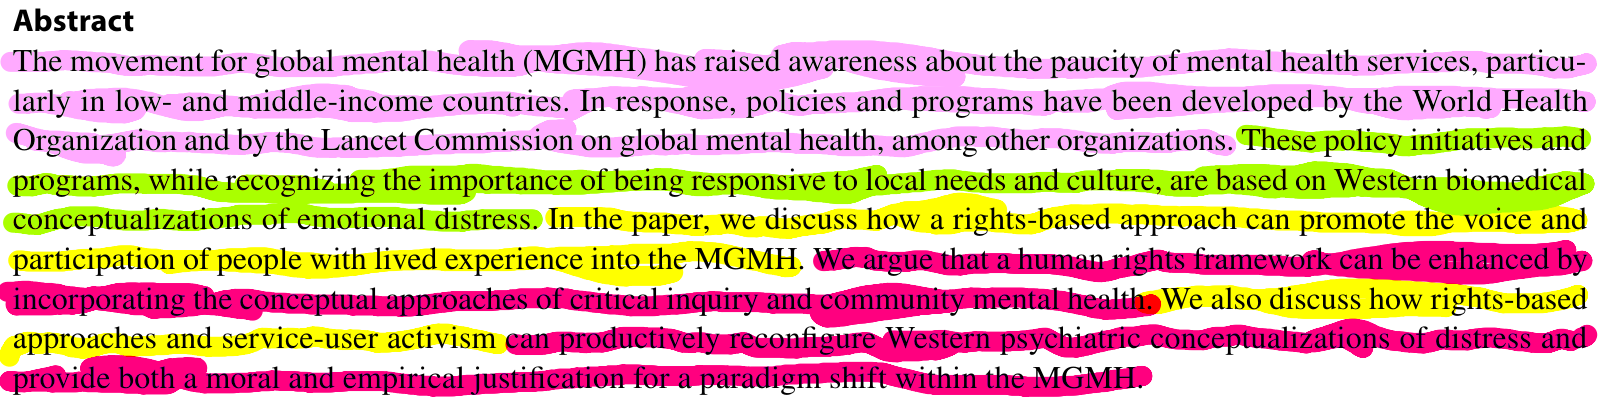 Abstract
The movement for global mental health (MGMH) has raised awareness about the paucity of mental health services, particu-
larly in low- and middle-income countries. In response, policies and programs have been developed by the World Health
Organization and by the Lancet Commission on global mental health, among other organizations. These policy initiatives and
programs, while recognizing the importance of being responsive to local needs and culture, are based on Western biomedical
conceptualizations of emotional distress. In the paper, we discuss how a rights-based approach can promote the voice and
participation of people with lived experience into the MGMH. We argue that a human rights framework can be enhanced by
incorporating the conceptual approaches of critical inquiry and community mental health. We also discuss how rights-based
approaches and service-user activism can productively reconfigure Western psychiatric conceptualizations of distress and
provide both a moral and empirical justification for a paradigm shift within the MGMH.